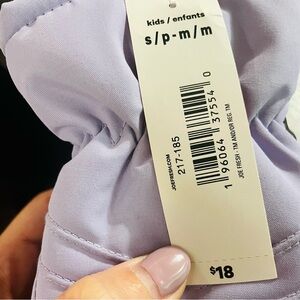 kids / enfants
s/p-m/m
JOEFRESH.COM
217-185
1 96064 37554 0
JOE FRESH : TM AND/OR REG. TM
$18